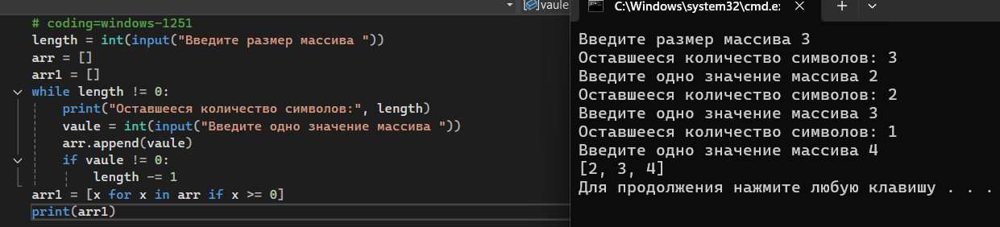 vaule
# coding=windows-1251
length = int(input("Введите размер массива "))
arr = []
arr1 = []
while length != 0:
    print("Оставшееся количество символов:", length)
    vaule = int(input("Введите одно значение массива "))
    arr.append(vaule)
    if vaule != 0:
        length -= 1
arr1 = [x for x in arr if x >= 0]
print(arr1)
C:\Windows\system32\cmd.e
Введите размер массива 3
Оставшееся количество символов: 3
Введите одно значение массива 2
Оставшееся количество символов: 2
Введите одно значение массива 3
Оставшееся количество символов: 1
Введите одно значение массива 4
[2, 3, 4]
Для продолжения нажмите любую клавишу . . .